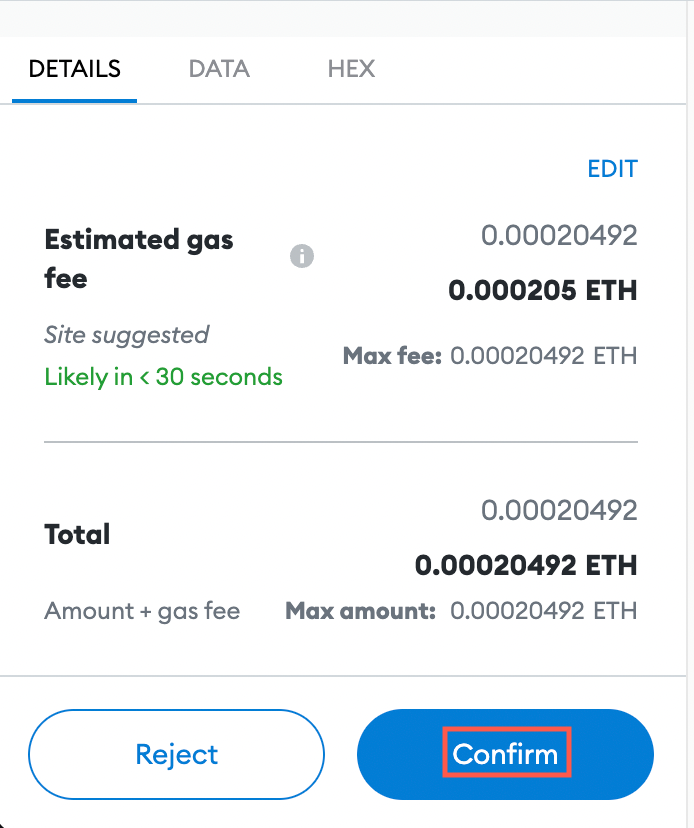 DETAILS DATA HEX
EDIT
Estimated gas
fee
i
0.00020492
0.000205 ETH
Site suggested
Max fee: 0.00020492 ETH
Likely in < 30 seconds
0.00020492
Total
0.00020492 ETH
Amount + gas fee Max amount: 0.00020492 ETH
Reject Confirm